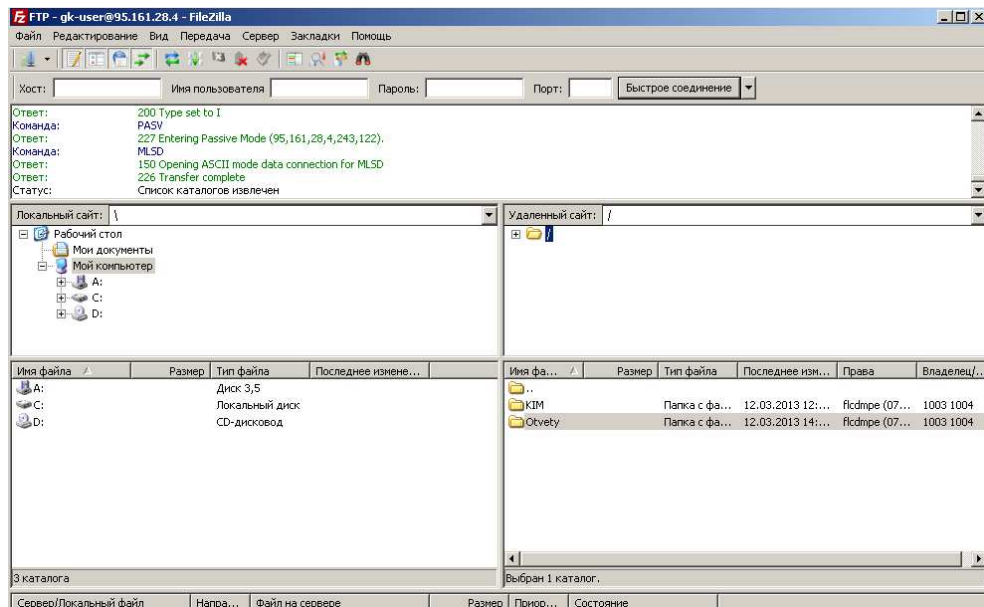 FTP - gk-user@95.161.28.4 - FileZilla
Файл Редактирование Вид Передача Сервер Закладки Помощь
Хост: Имя пользователя Пароль: Порт: Быстрое соединение
Ответ: 200 Type set to I
Команда: PASV
Ответ: 227 Entering Passive Mode (95,161,28,4,243,122).
Команда: MLSD
Ответ: 150 Opening ASCII mode data connection for MLSD
Ответ: 226 Transfer complete
Статус: Список каталогов извлечен
Локальный сайт: \ Удаленный сайт: /
Рабочий стол /
Мои документы
Мой компьютер
A:
C:
D:
Имя файла Размер Тип файла Последнее измене... Имя фа... Размер Тип файла Последнее изм... Права Владелец/...
A: Диск 3,5 ..
C: Локальный диск KIM Папка с фа... 12.03.2013 12:... flcdmpe (07... 1003 1004
D: CD-дисковод Otvety Папка с фа... 12.03.2013 14:... flcdmpe (07... 1003 1004
3 каталога Выбран 1 каталог.
Сервер/Локальный файл Напра... Файл на сервере Размер Приор... Состояние